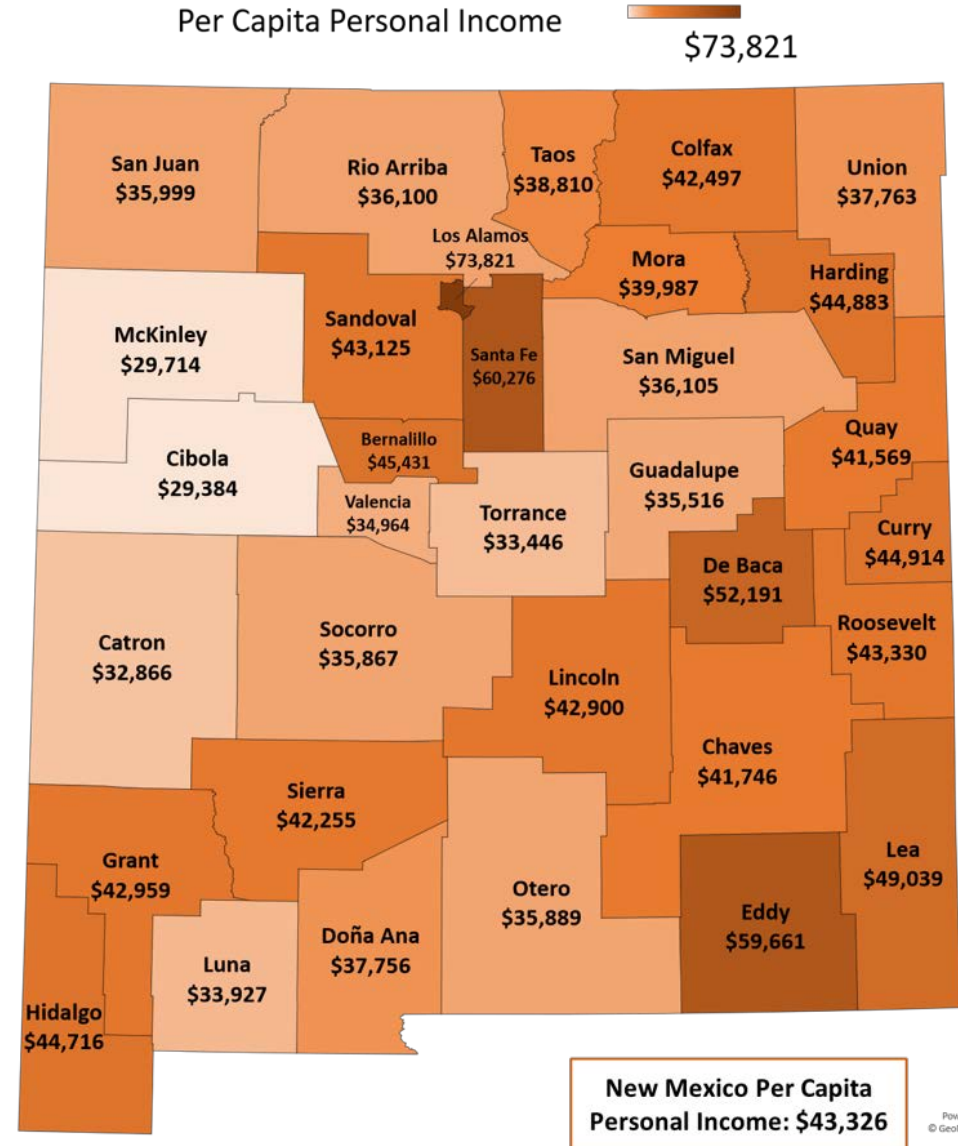 Per Capita Personal Income
$73,821
San Juan
$35,999
Rio Arriba
$36,100
Taos
$38,810
Colfax
$42,497
Union
$37,763
Los Alamos
$73,821
Mora
$39,987
Harding
$44,883
McKinley
$29,714
Sandoval
$43,125
Santa Fe
$60,276
San Miguel
$36,105
Quay
$41,569
Cibola
$29,384
Bernalillo
$45,431
Valencia
$34,964
Torrance
$33,446
Guadalupe
$35,516
Curry
$44,914
De Baca
$52,191
Roosevelt
$43,330
Catron
$32,866
Socorro
$35,867
Lincoln
$42,900
Chaves
$41,746
Sierra
$42,255
Grant
$42,959
Otero
$35,889
Lea
$49,039
Eddy
$59,661
Doña Ana
$37,756
Luna
$33,927
Hidalgo
$44,716
New Mexico Per Capita
Personal Income: $43,326